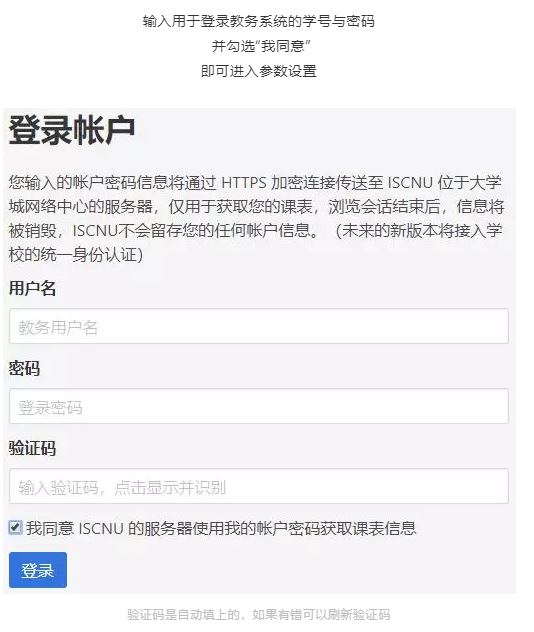 输入用于登录教务系统的学号与密码
并勾选“我同意”
即可进入参数设置
登录帐户
您输入的帐户密码信息将通过 HTTPS 加密连接传送至 ISCNU 位于大学
城网络中心的服务器，仅用于获取您的课表，浏览会话结束后，信息将
被销毁，ISCNU不会留存您的任何帐户信息。（未来的新版本将接入学
校的统一身份认证）
用户名
教务用户名
密码
登录密码
验证码
输入验证码，点击显示并识别
我同意 ISCNU 的服务器使用我的帐户密码获取课表信息
登录
验证码是自动填上的，如果有错可以刷新验证码